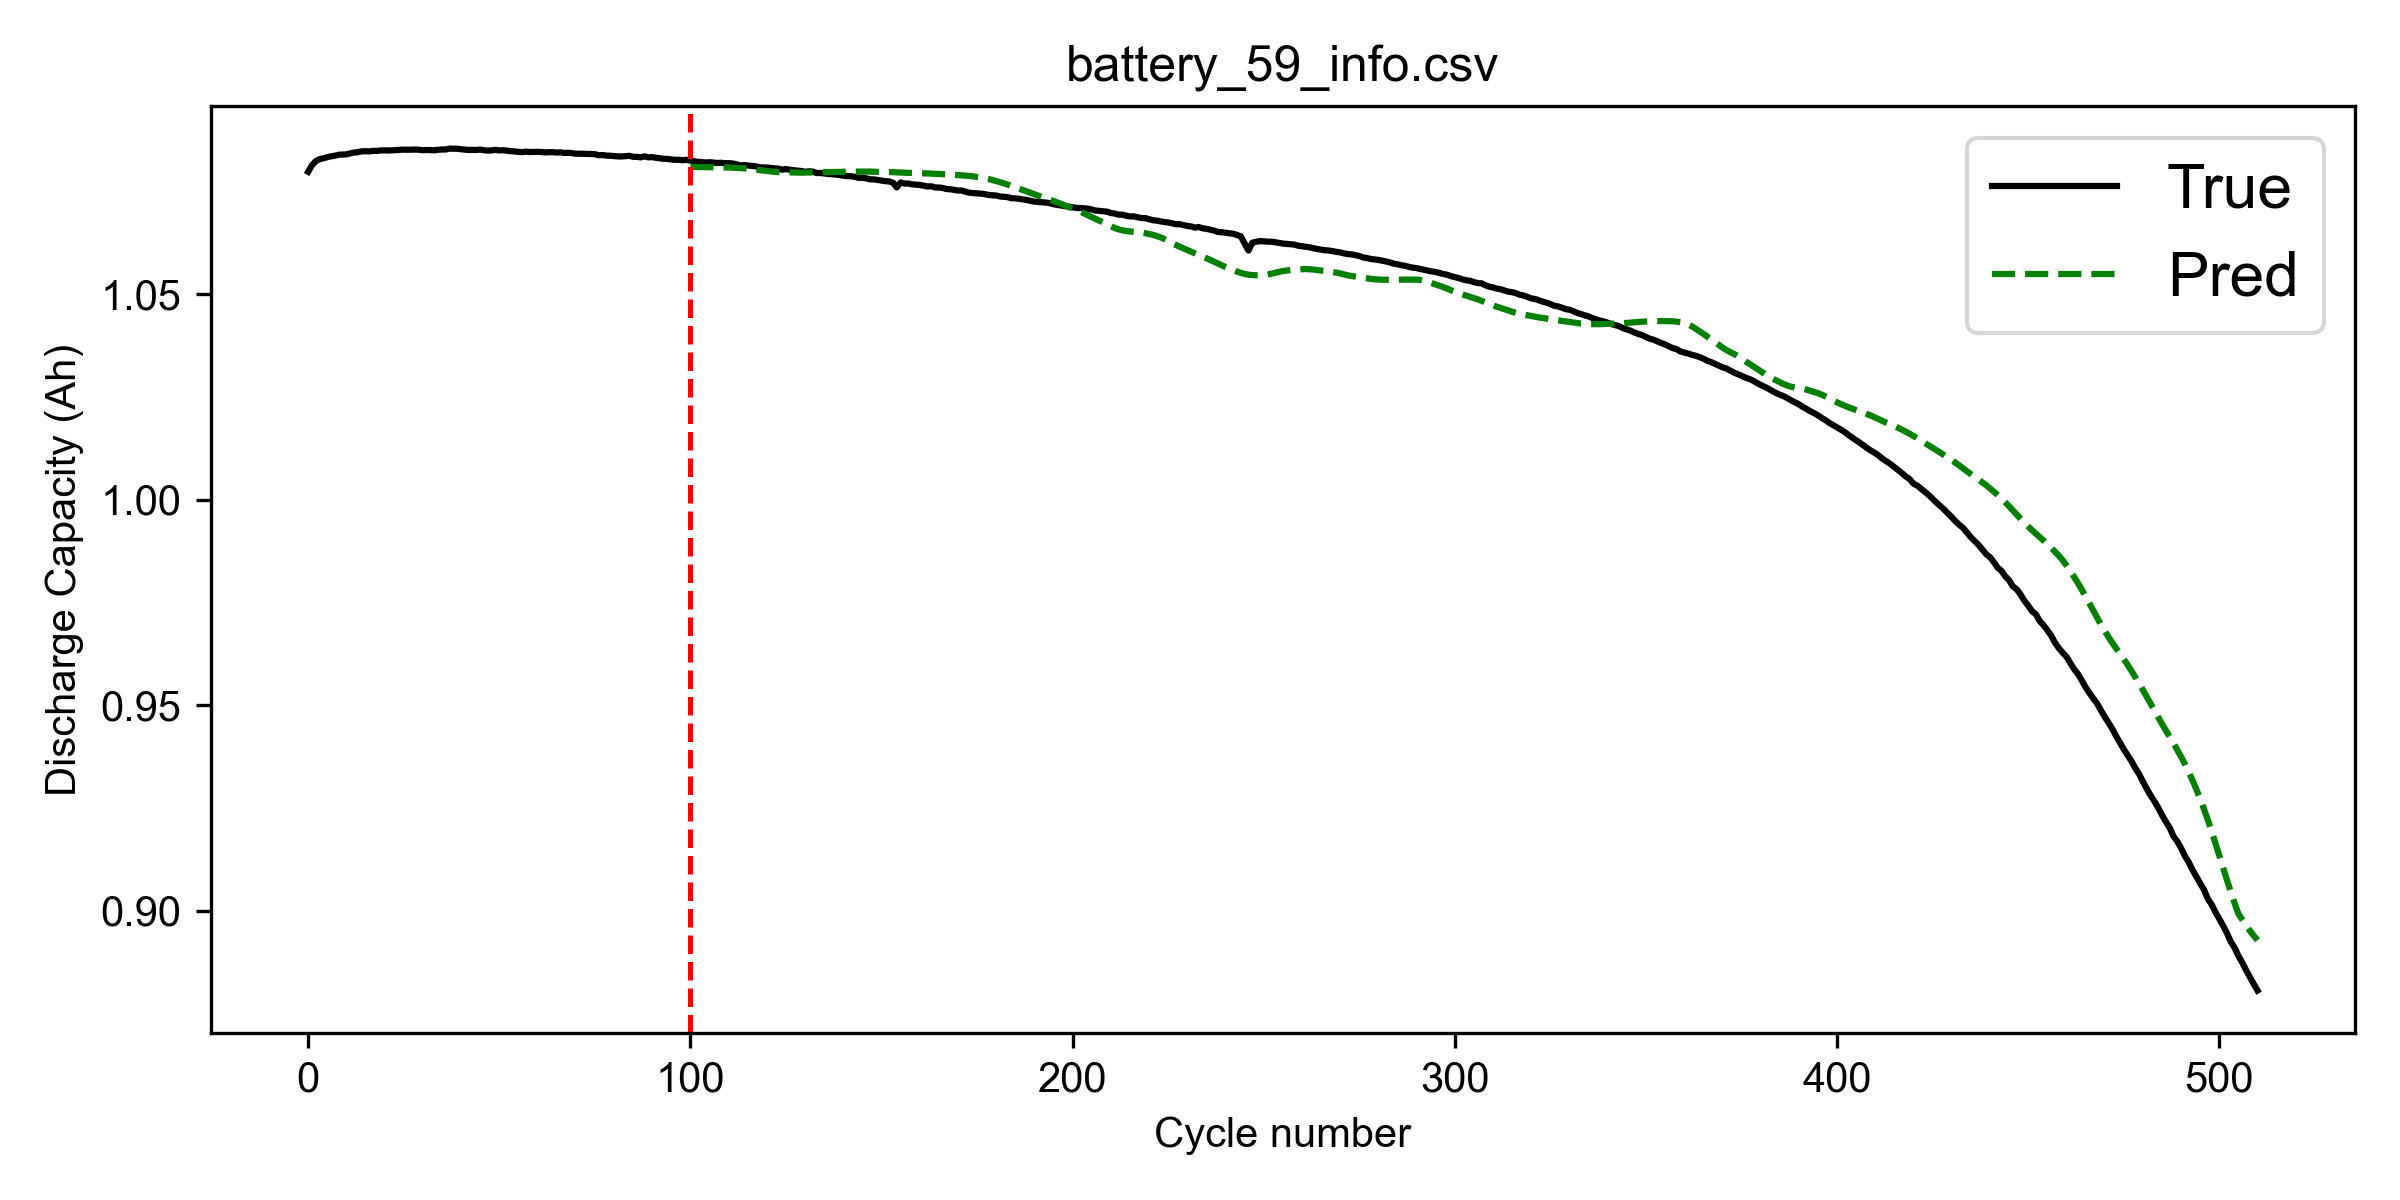 battery_59_info.csv
True
Pred
Discharge Capacity (Ah)
1.05
1.00
0.95
0.90
0 100 200 300 400 500
Cycle number